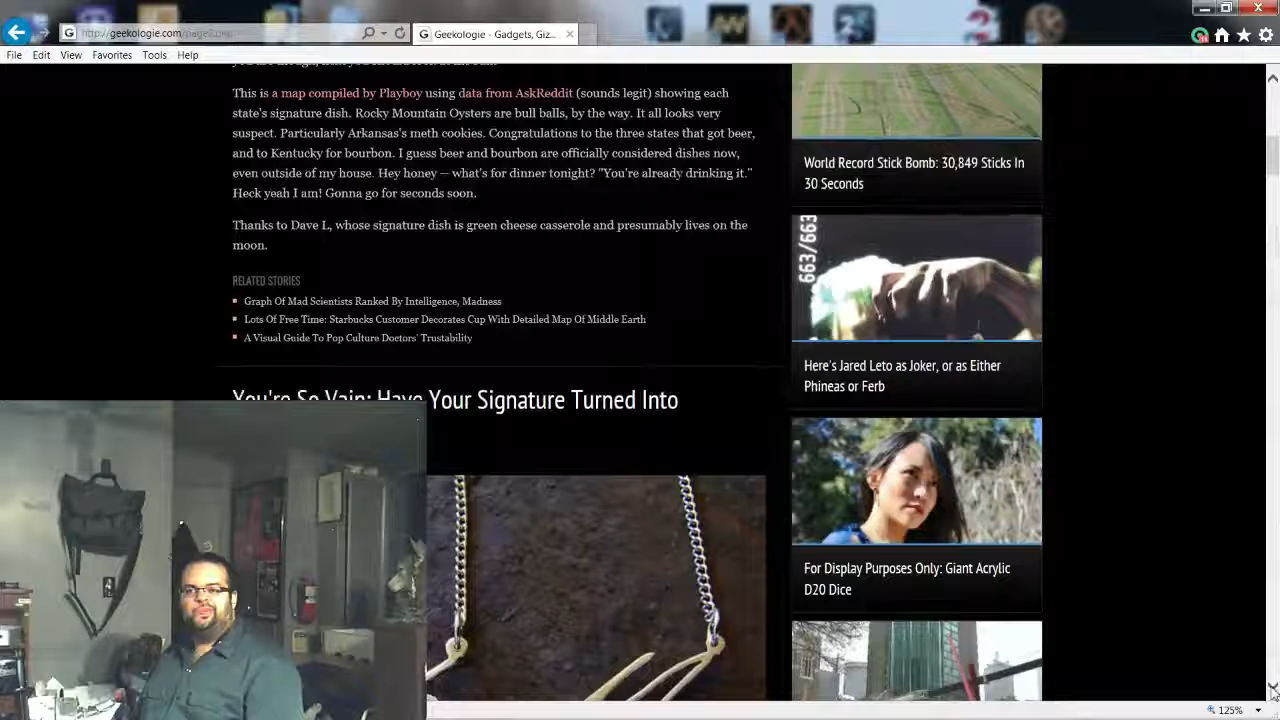 http://geekologie.com/page2.php
Geekologie - Gadgets, Giz...
File Edit View Favorites Tools Help
This is a map compiled by Playboy using data from AskReddit (sounds legit) showing each
state's signature dish. Rocky Mountain Oysters are bull balls, by the way. It all looks very
suspect. Particularly Arkansas's meth cookies. Congratulations to the three states that got beer,
and to Kentucky for bourbon. I guess beer and bourbon are officially considered dishes now,
even outside of my house. Hey honey — what's for dinner tonight? "You're already drinking it."
Heck yeah I am! Gonna go for seconds soon.
Thanks to Dave L, whose signature dish is green cheese casserole and presumably lives on the
moon.
RELATED STORIES
Graph Of Mad Scientists Ranked By Intelligence, Madness
Lots Of Free Time: Starbucks Customer Decorates Cup With Detailed Map Of Middle Earth
A Visual Guide To Pop Culture Doctors' Trustability
You're So Vain: Have Your Signature Turned Into
World Record Stick Bomb: 30,849 Sticks In
30 Seconds
663/663
Here's Jared Leto as Joker, or as Either
Phineas or Ferb
For Display Purposes Only: Giant Acrylic
D20 Dice
125%